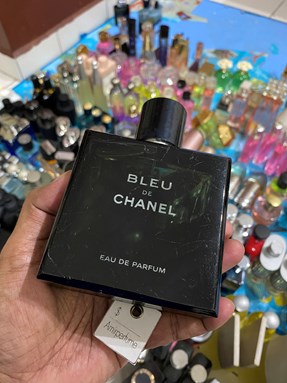 BLEU
DE
CHANEL
EAU DE PARFUM
$